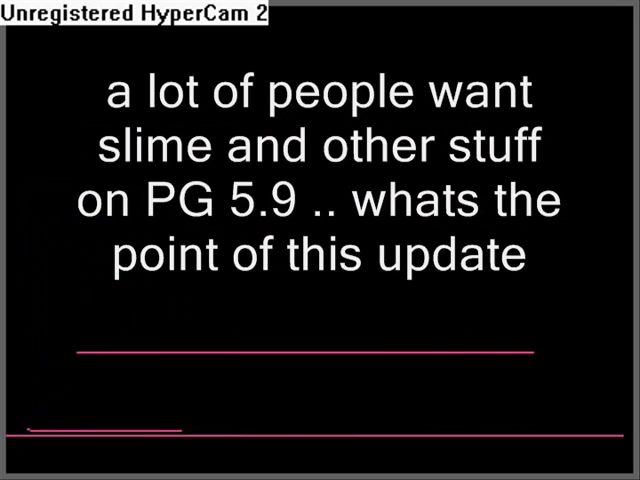 Unregistered HyperCam 2
a lot of people want
slime and other stuff
on PG 5.9 .. whats the
point of this update